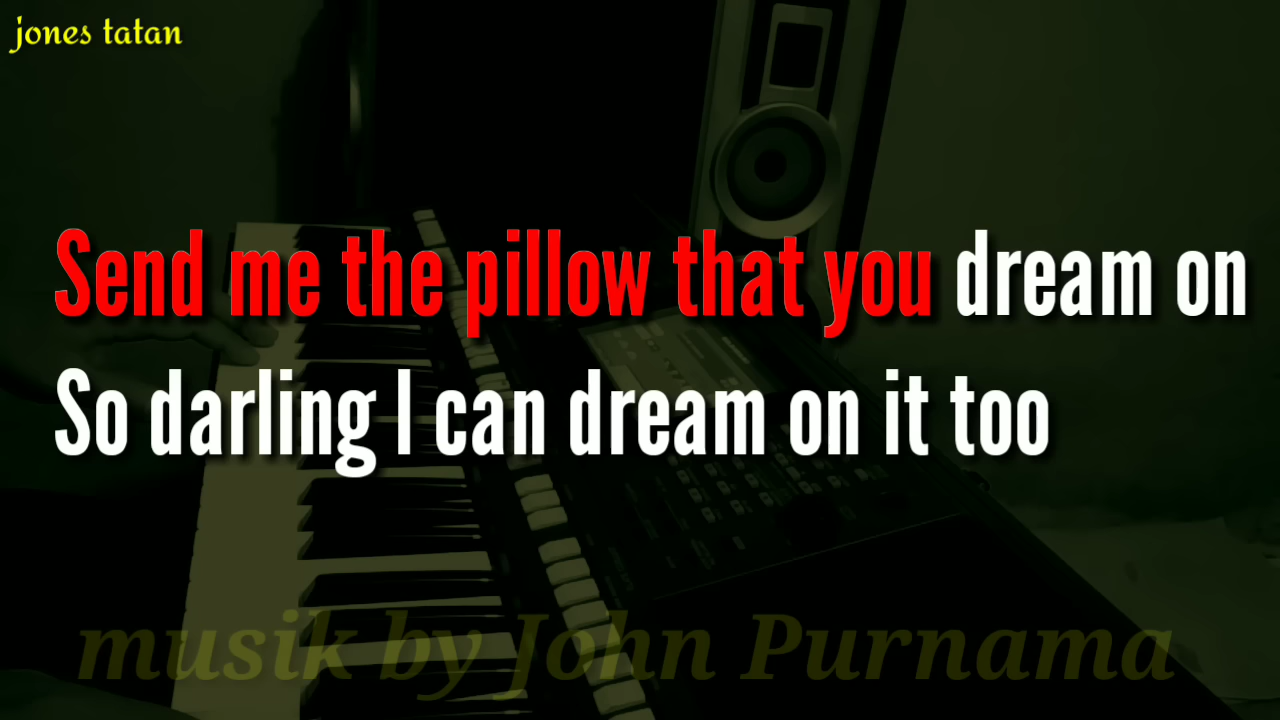 jones tatan
Send me the pillow that you dream on
So darling I can dream on it too
musik by John Purnama